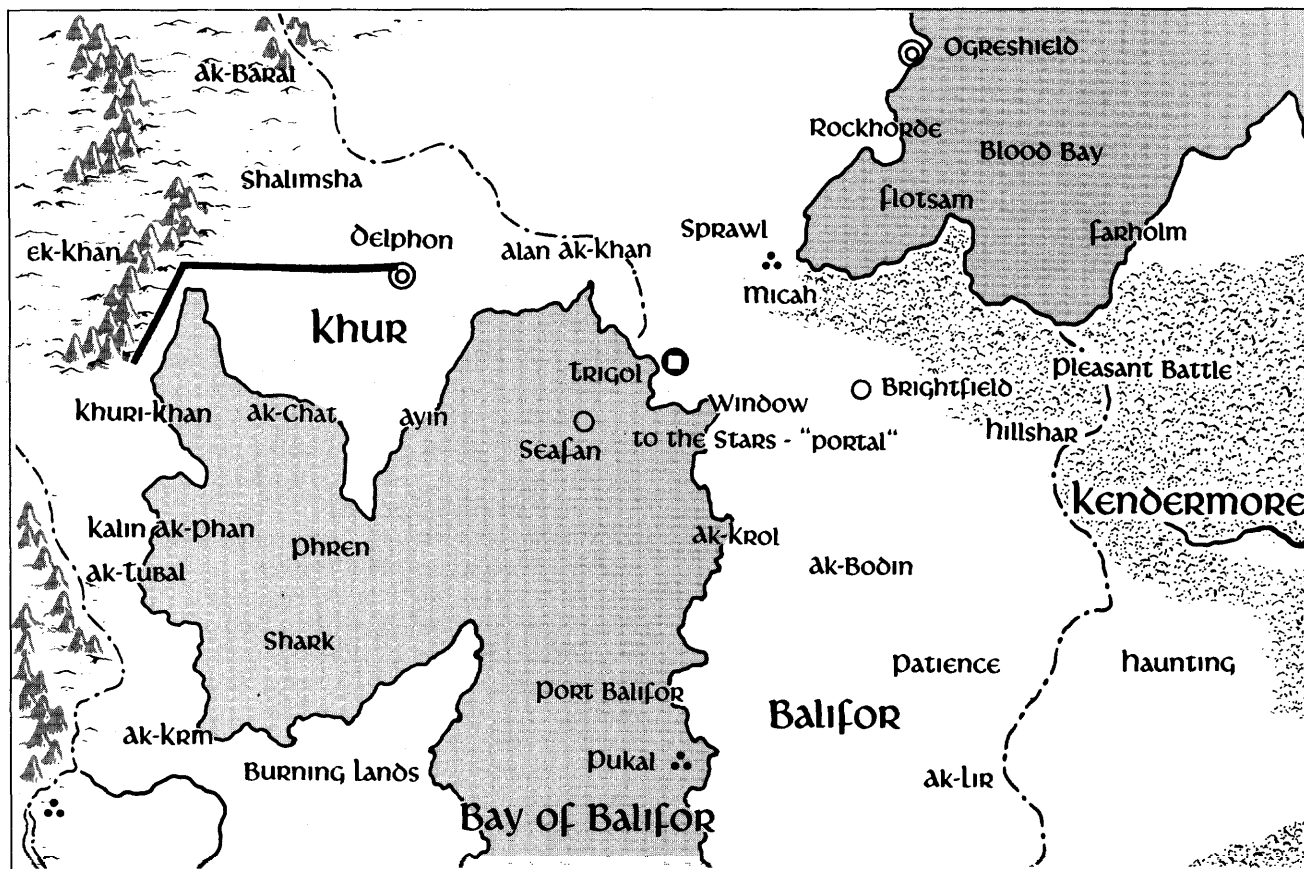 Ogreshield
ak-Baral
Rockhorde
Blood Bay
Shalimsha
Flotsam
Sprawl
Farholm
Delphon
alan ak-khan
ek-khan
Micah
Khur
Trigol
Pleasant Battle
Brightfield
Window
khuri-khan
ak-Chat
ayin
to the Stars - "portal"
Hillshar
Seafan
Kendermore
kalin ak-phan
Phren
ak-krol
ak-Tubal
ak-Bodin
Shark
Patience
Haunting
Port Balifor
Balifor
ak-krm
Burning Lands
Pukal
ak-lir
Bay of Balifor